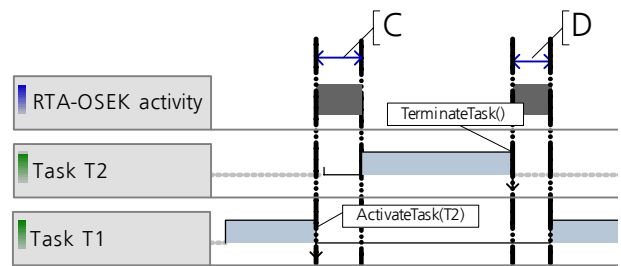 [C
[D
RTA-OSEK activity
TerminateTask()
Task T2
ActivateTask(T2)
Task T1